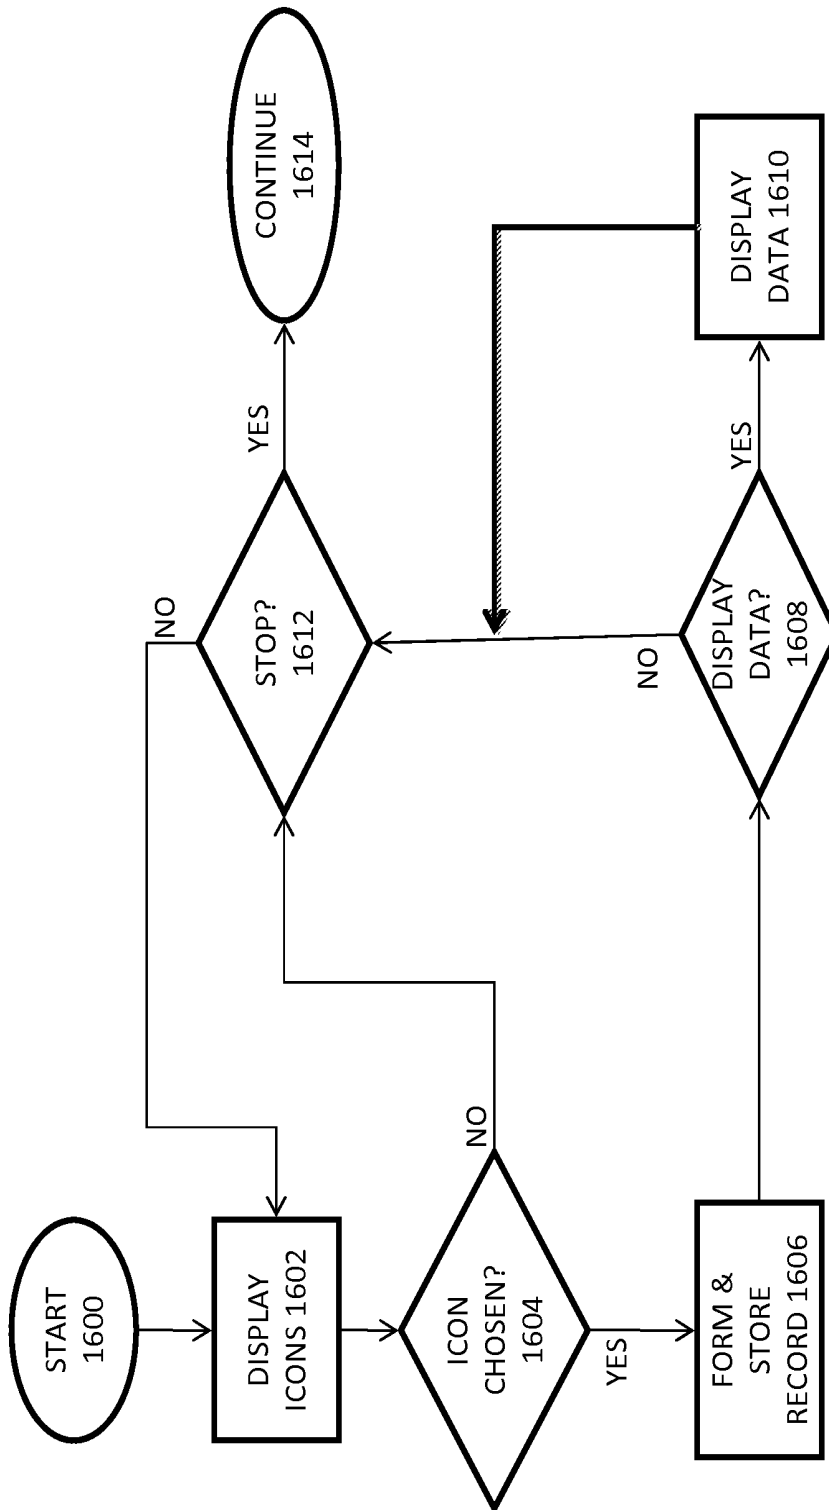 START
1600
DISPLAY
ICONS 1602
ICON
CHOSEN?
1604
NO
YES
FORM &
STORE
RECORD 1606
DISPLAY
DATA?
1608
NO
YES
DISPLAY
DATA 1610
STOP?
1612
NO
YES
CONTINUE
1614